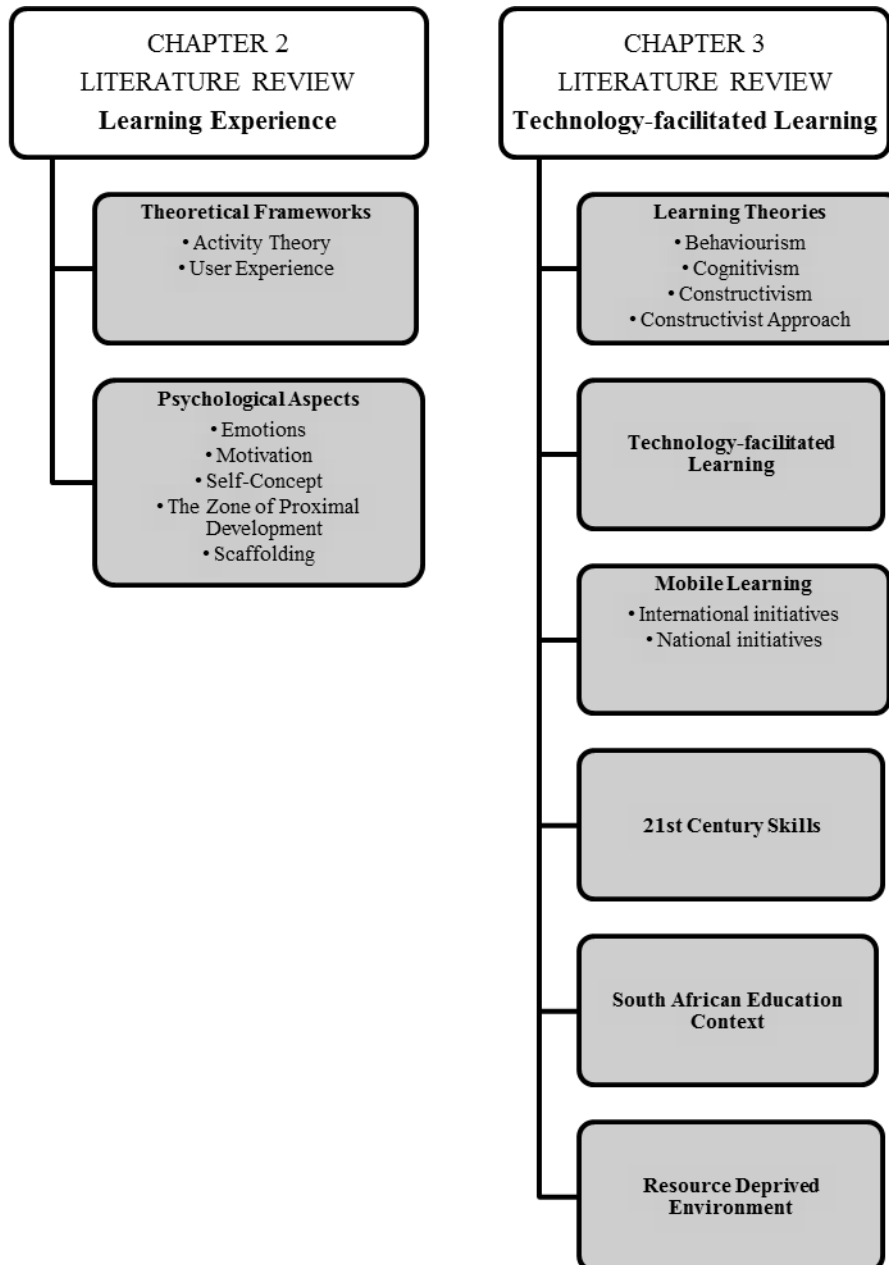 CHAPTER 2
LITERATURE REVIEW
Learning Experience
Theoretical Frameworks
• Activity Theory
• User Experience
Psychological Aspects
• Emotions
• Motivation
• Self-Concept
• The Zone of Proximal
Development
• Scaffolding
CHAPTER 3
LITERATURE REVIEW
Technology-facilitated Learning
Learning Theories
• Behaviourism
• Cognitivism
• Constructivism
• Constructivist Approach
Technology-facilitated
Learning
Mobile Learning
• International initiatives
• National initiatives
21st Century Skills
South African Education
Context
Resource Deprived
Environment